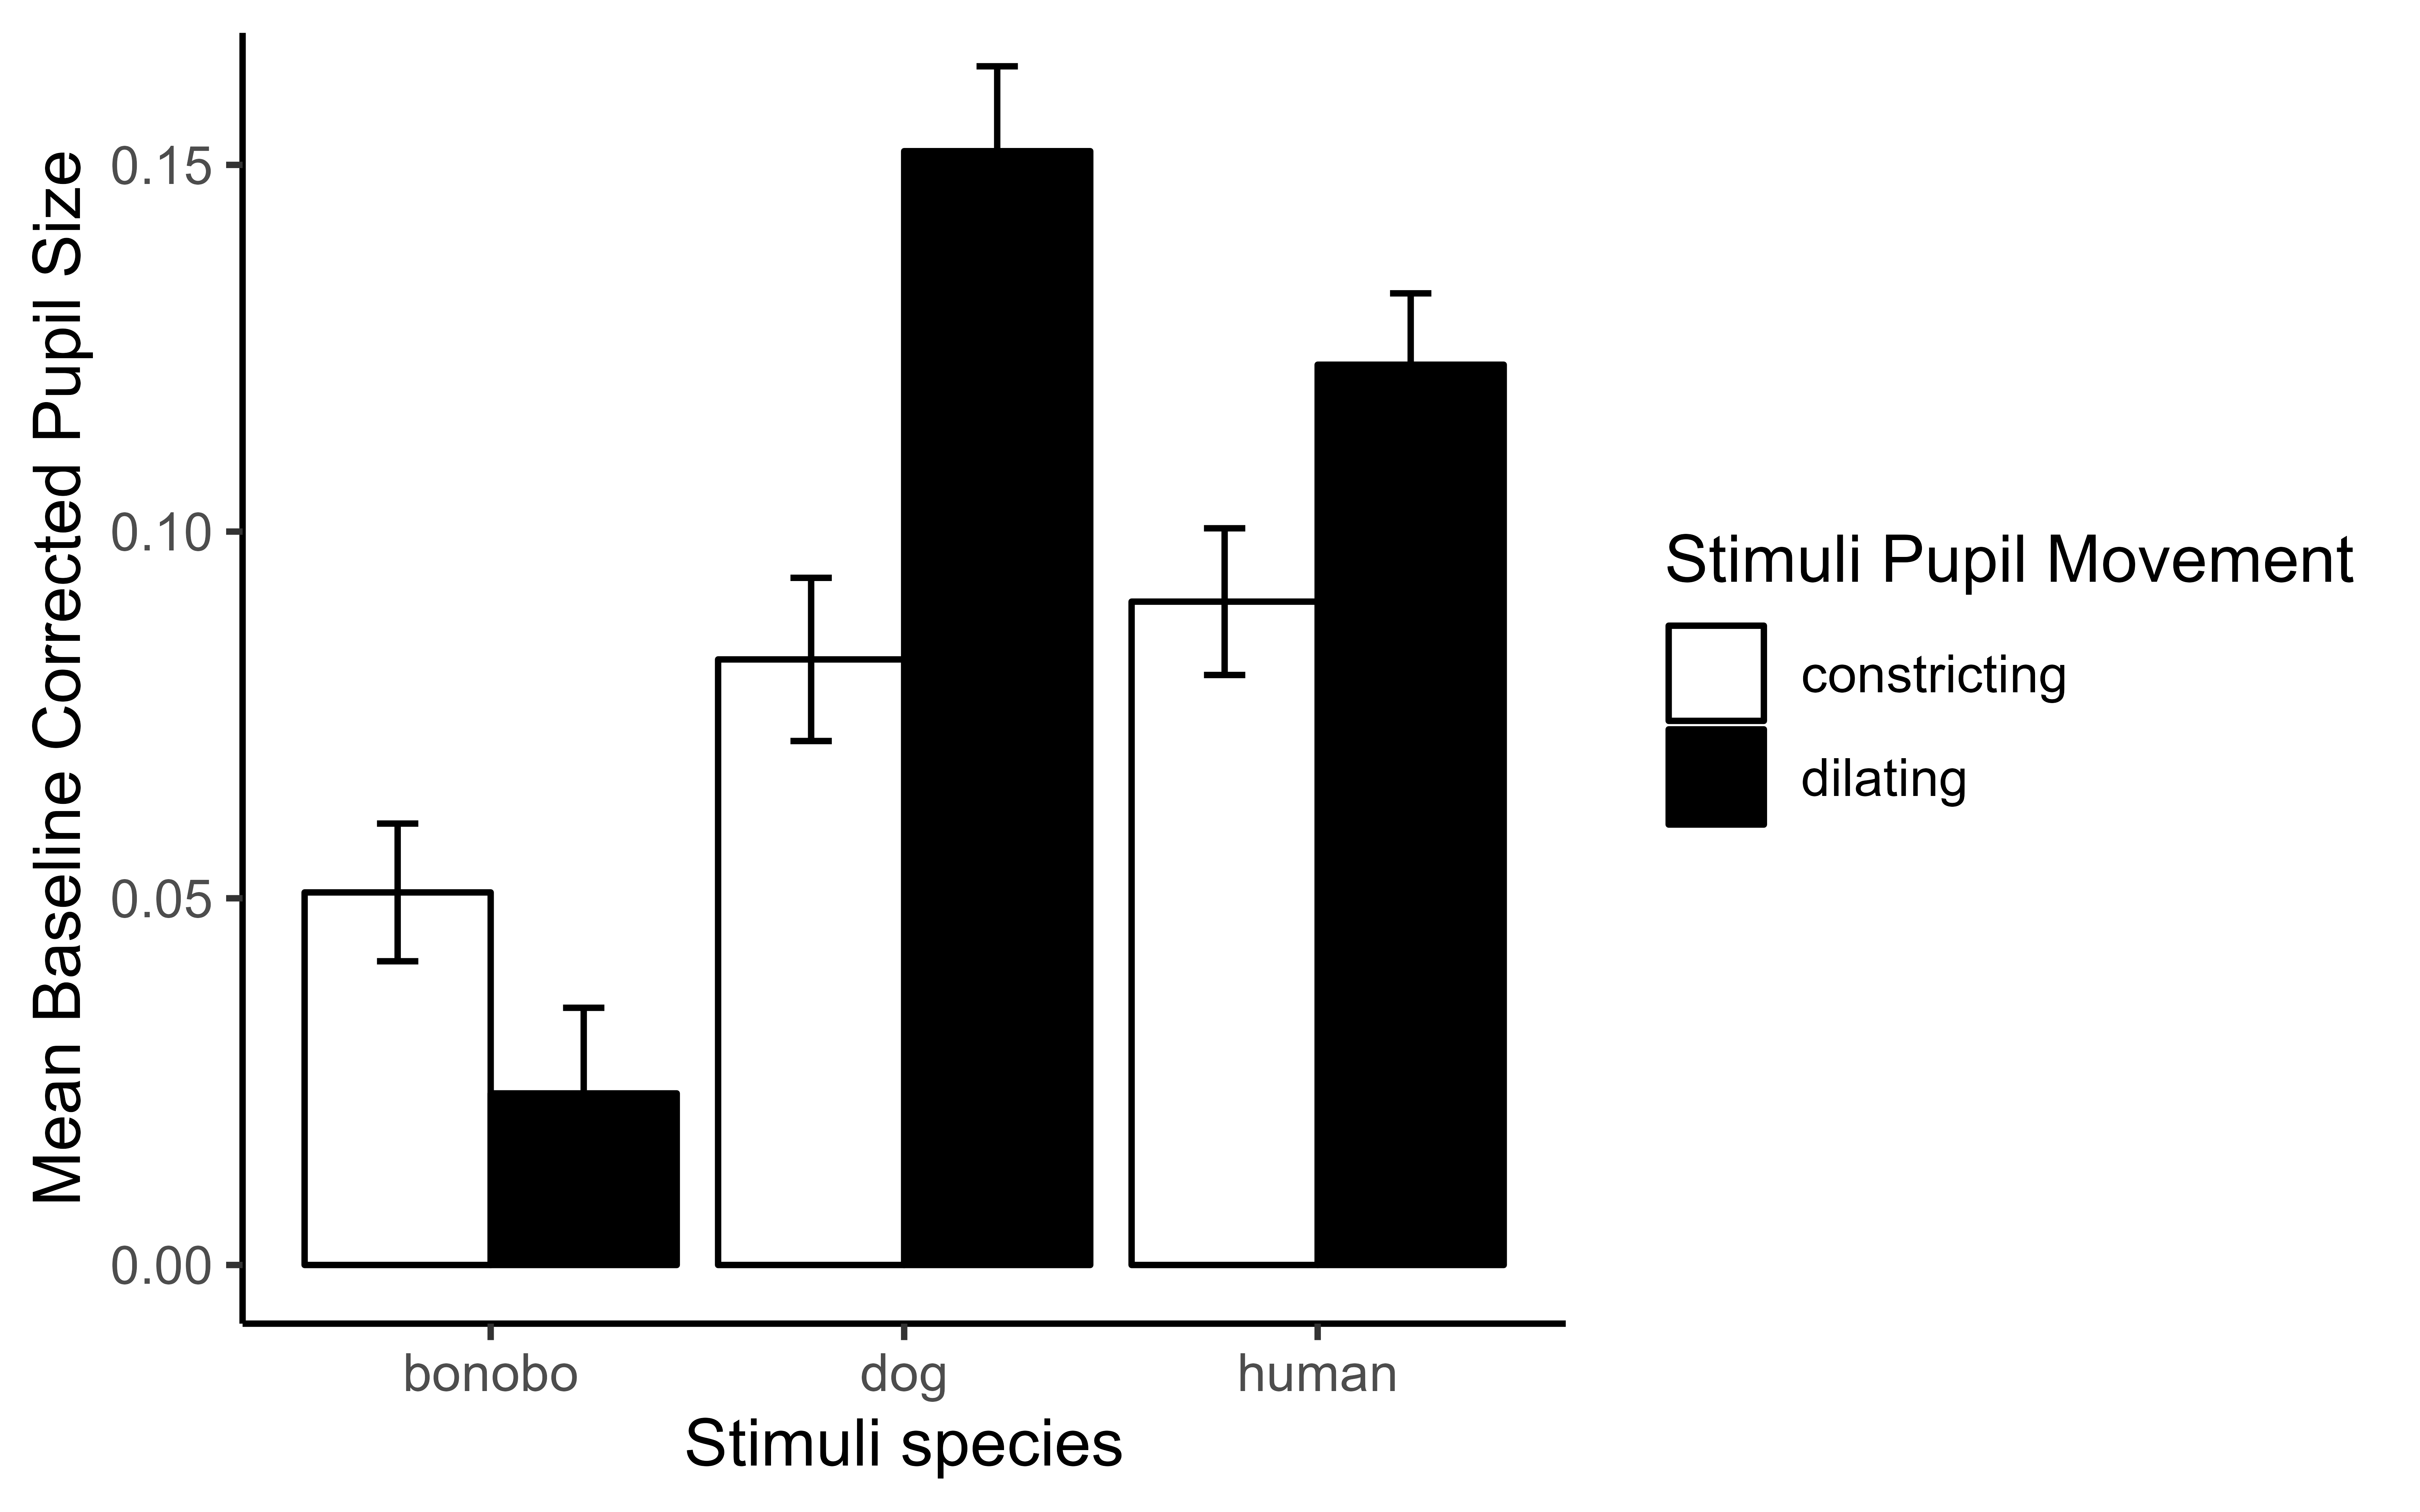 Mean Baseline Corrected Pupil Size
0.15
0.10
0.05
0.00
bonobo dog human
Stimuli species
Stimuli Pupil Movement
constricting
dilating